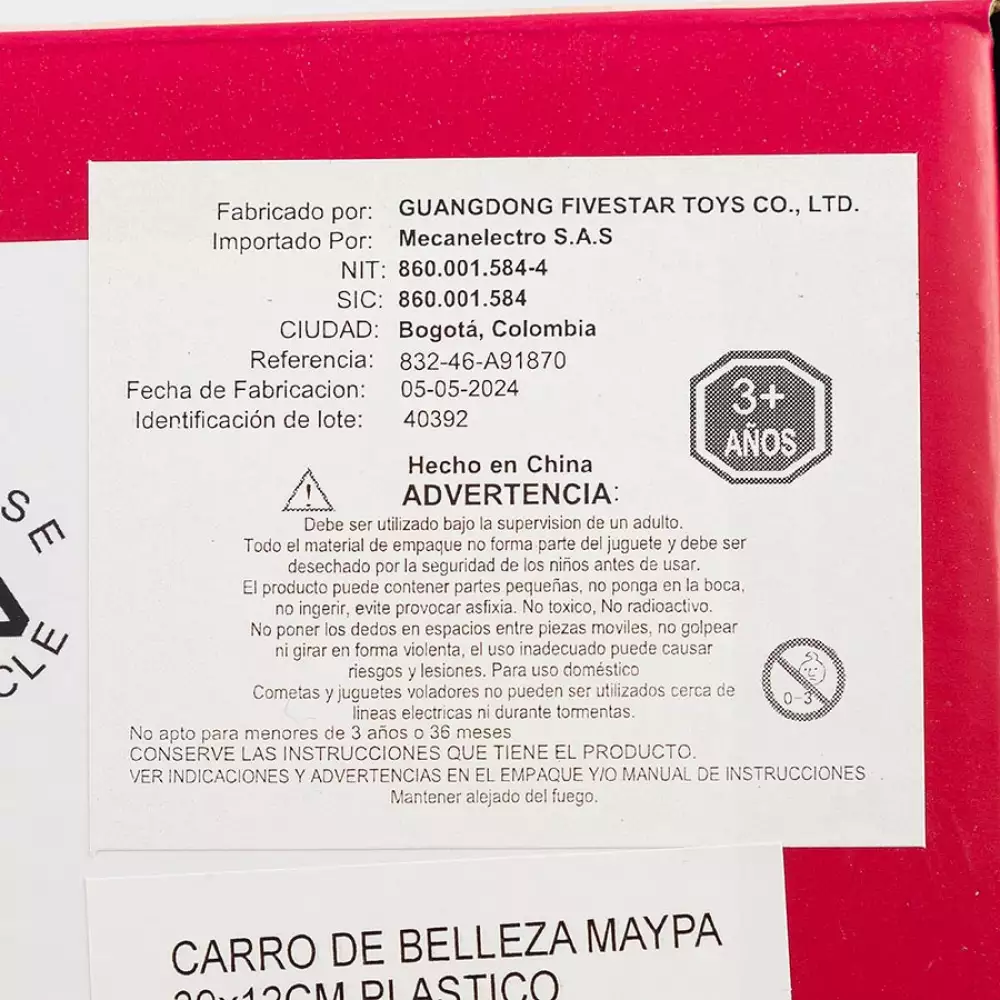 Fabricado por: GUANGDONG FIVESTAR TOYS CO., LTD.
Importado Por: Mecanelectro S.A.S
NIT: 860.001.584-4
SIC: 860.001.584
CIUDAD: Bogotá, Colombia
Referencia: 832-46-A91870
Fecha de Fabricacion: 05-05-2024
Identificación de lote: 40392
3+
AÑOS
Hecho en China
ADVERTENCIA:
Debe ser utilizado bajo la supervision de un adulto.
Todo el material de empaque no forma parte del juguete y debe ser
desechado por la seguridad de los niños antes de usar.
El producto puede contener partes pequeñas, no ponga en la boca,
no ingerir, evite provocar asfixia. No toxico, No radioactivo.
No poner los dedos en espacios entre piezas moviles, no golpear
ni girar en forma violenta, el uso inadecuado puede causar
riesgos y lesiones. Para uso doméstico
Cometas y juguetes voladores no pueden ser utilizados cerca de
lineas electricas ni durante tormentas.
0-3
No apto para menores de 3 años o 36 meses
CONSERVE LAS INSTRUCCIONES QUE TIENE EL PRODUCTO.
VER INDICACIONES Y ADVERTENCIAS EN EL EMPAQUE Y/O MANUAL DE INSTRUCCIONES .
Mantener alejado del fuego.
CARRO DE BELLEZA MAYPA
PLASTICO